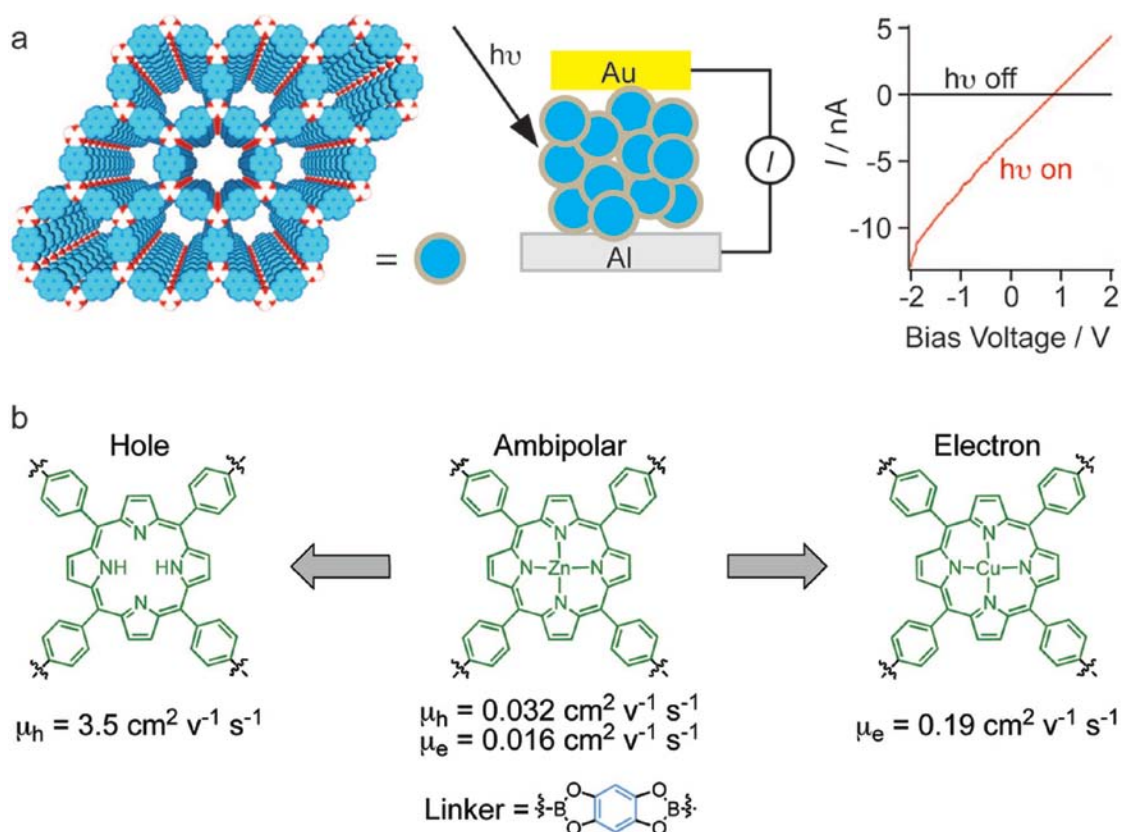 a
hυ
Au
I
Al
=
5
0
-5
-10
I / nA
hυ off
hυ on
-2 -1 0 1 2
Bias Voltage / V
b
Hole
NH HN
N
N
μh = 3.5 cm² v⁻¹ s⁻¹
Ambipolar
N
N Zn N
N
μh = 0.032 cm² v⁻¹ s⁻¹
μe = 0.016 cm² v⁻¹ s⁻¹
Electron
N
N Cu N
N
μe = 0.19 cm² v⁻¹ s⁻¹
Linker =
O O
B B
O O